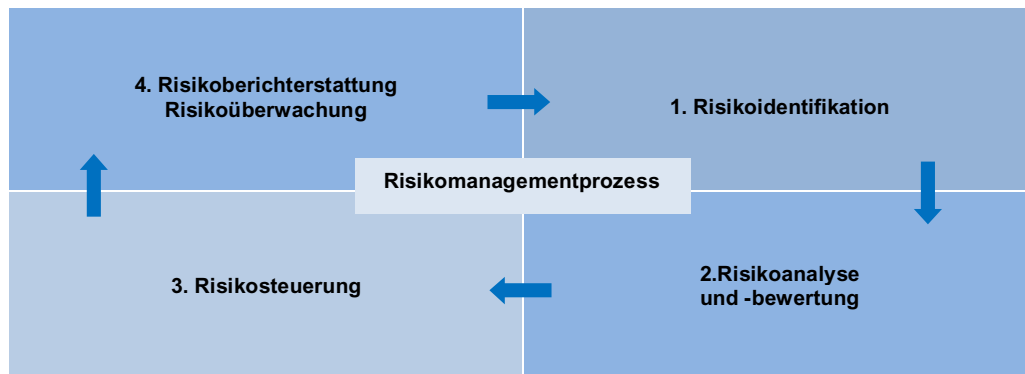 4. Risikoberichterstattung
Risikoüberwachung
1. Risikoidentifikation
Risikomanagementprozess
3. Risikosteuerung
2.Risikoanalyse
und -bewertung